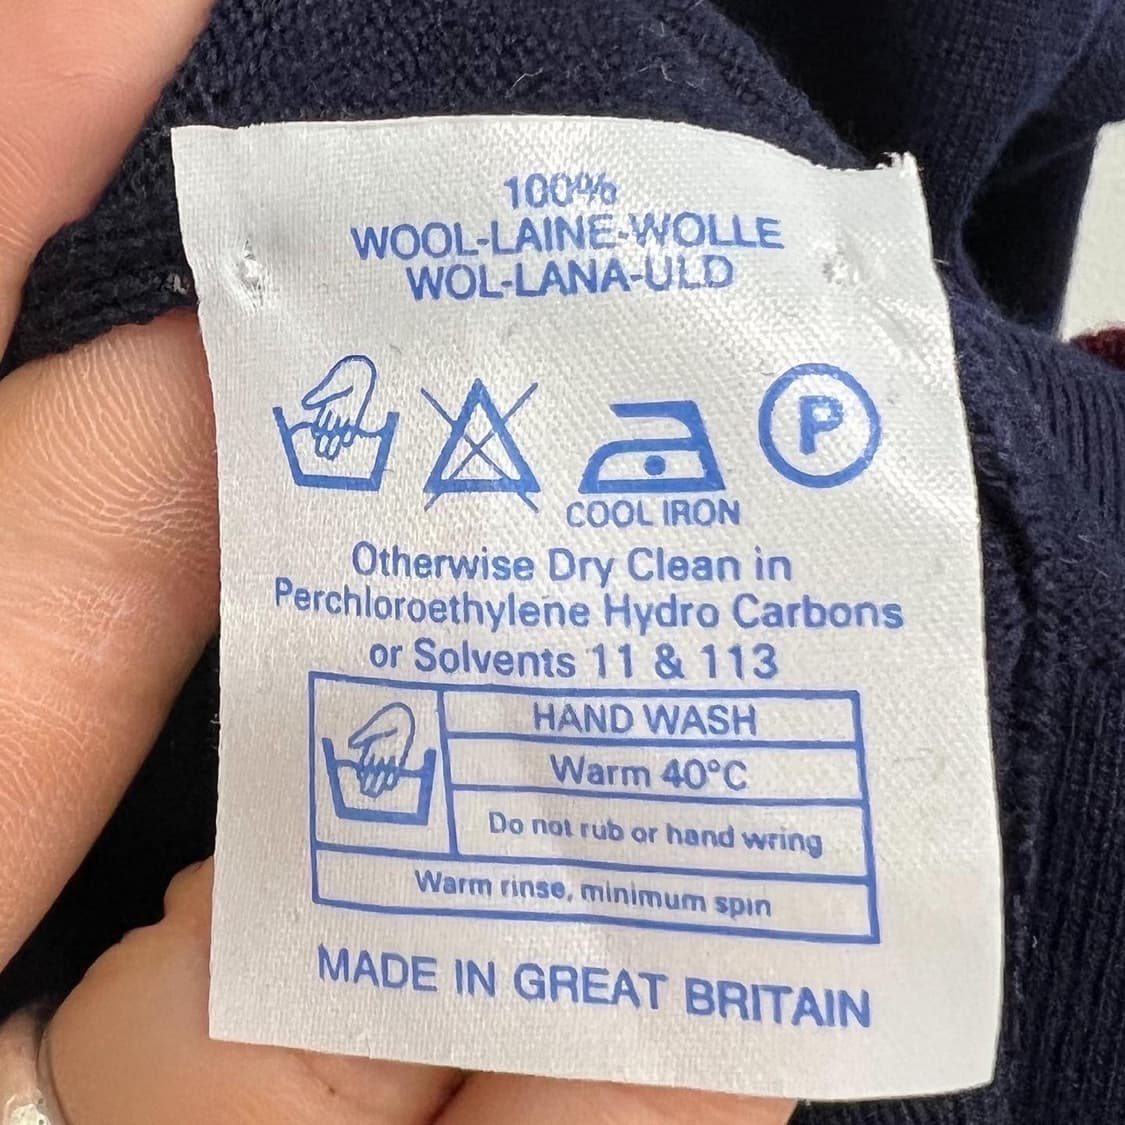 100%
WOOL-LAINE-WOLLE
WOL-LANA-ULD
P
COOL IRON
Otherwise Dry Clean in
Perchloroethylene Hydro Carbons
or Solvents 11 & 113
HAND WASH
Warm 40°C
Do not rub or hand wring
Warm rinse, minimum spin
MADE IN GREAT BRITAIN